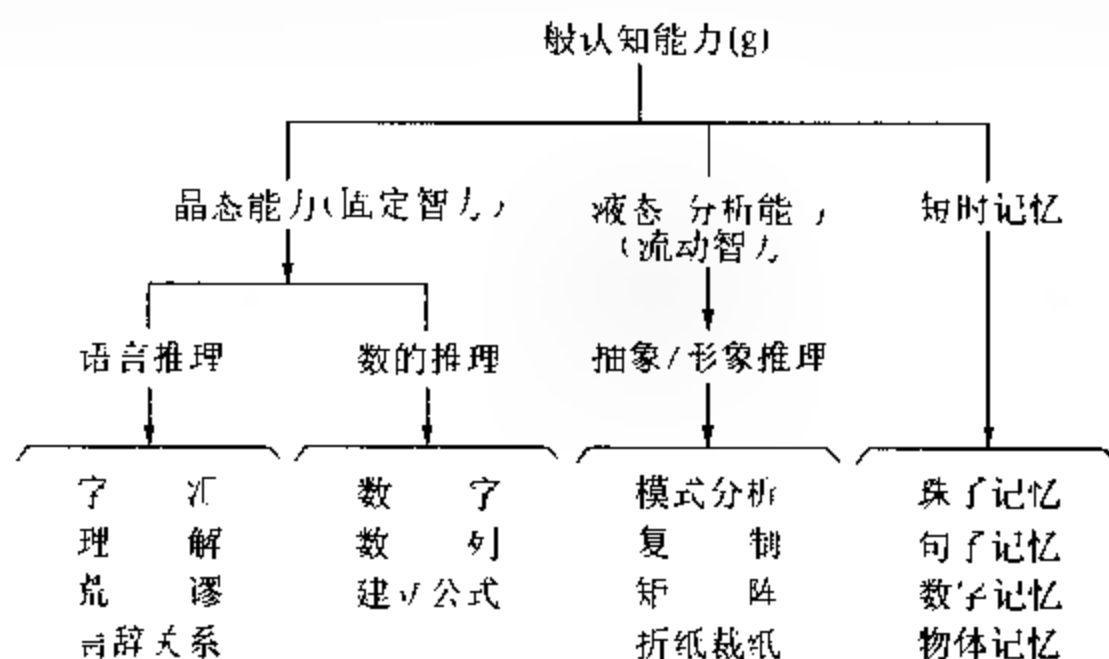 般认知能力(g)
晶态能力(固定智力)
液态 分析能力
(流动智力
短时记忆
语言推理
数的推理
抽象/形象推理
字汇
理解
荒谬
言辞关系
数字
数列
建立公式
模式分析
复制
矩阵
折纸裁纸
珠子记忆
句子记忆
数字记忆
物体记忆